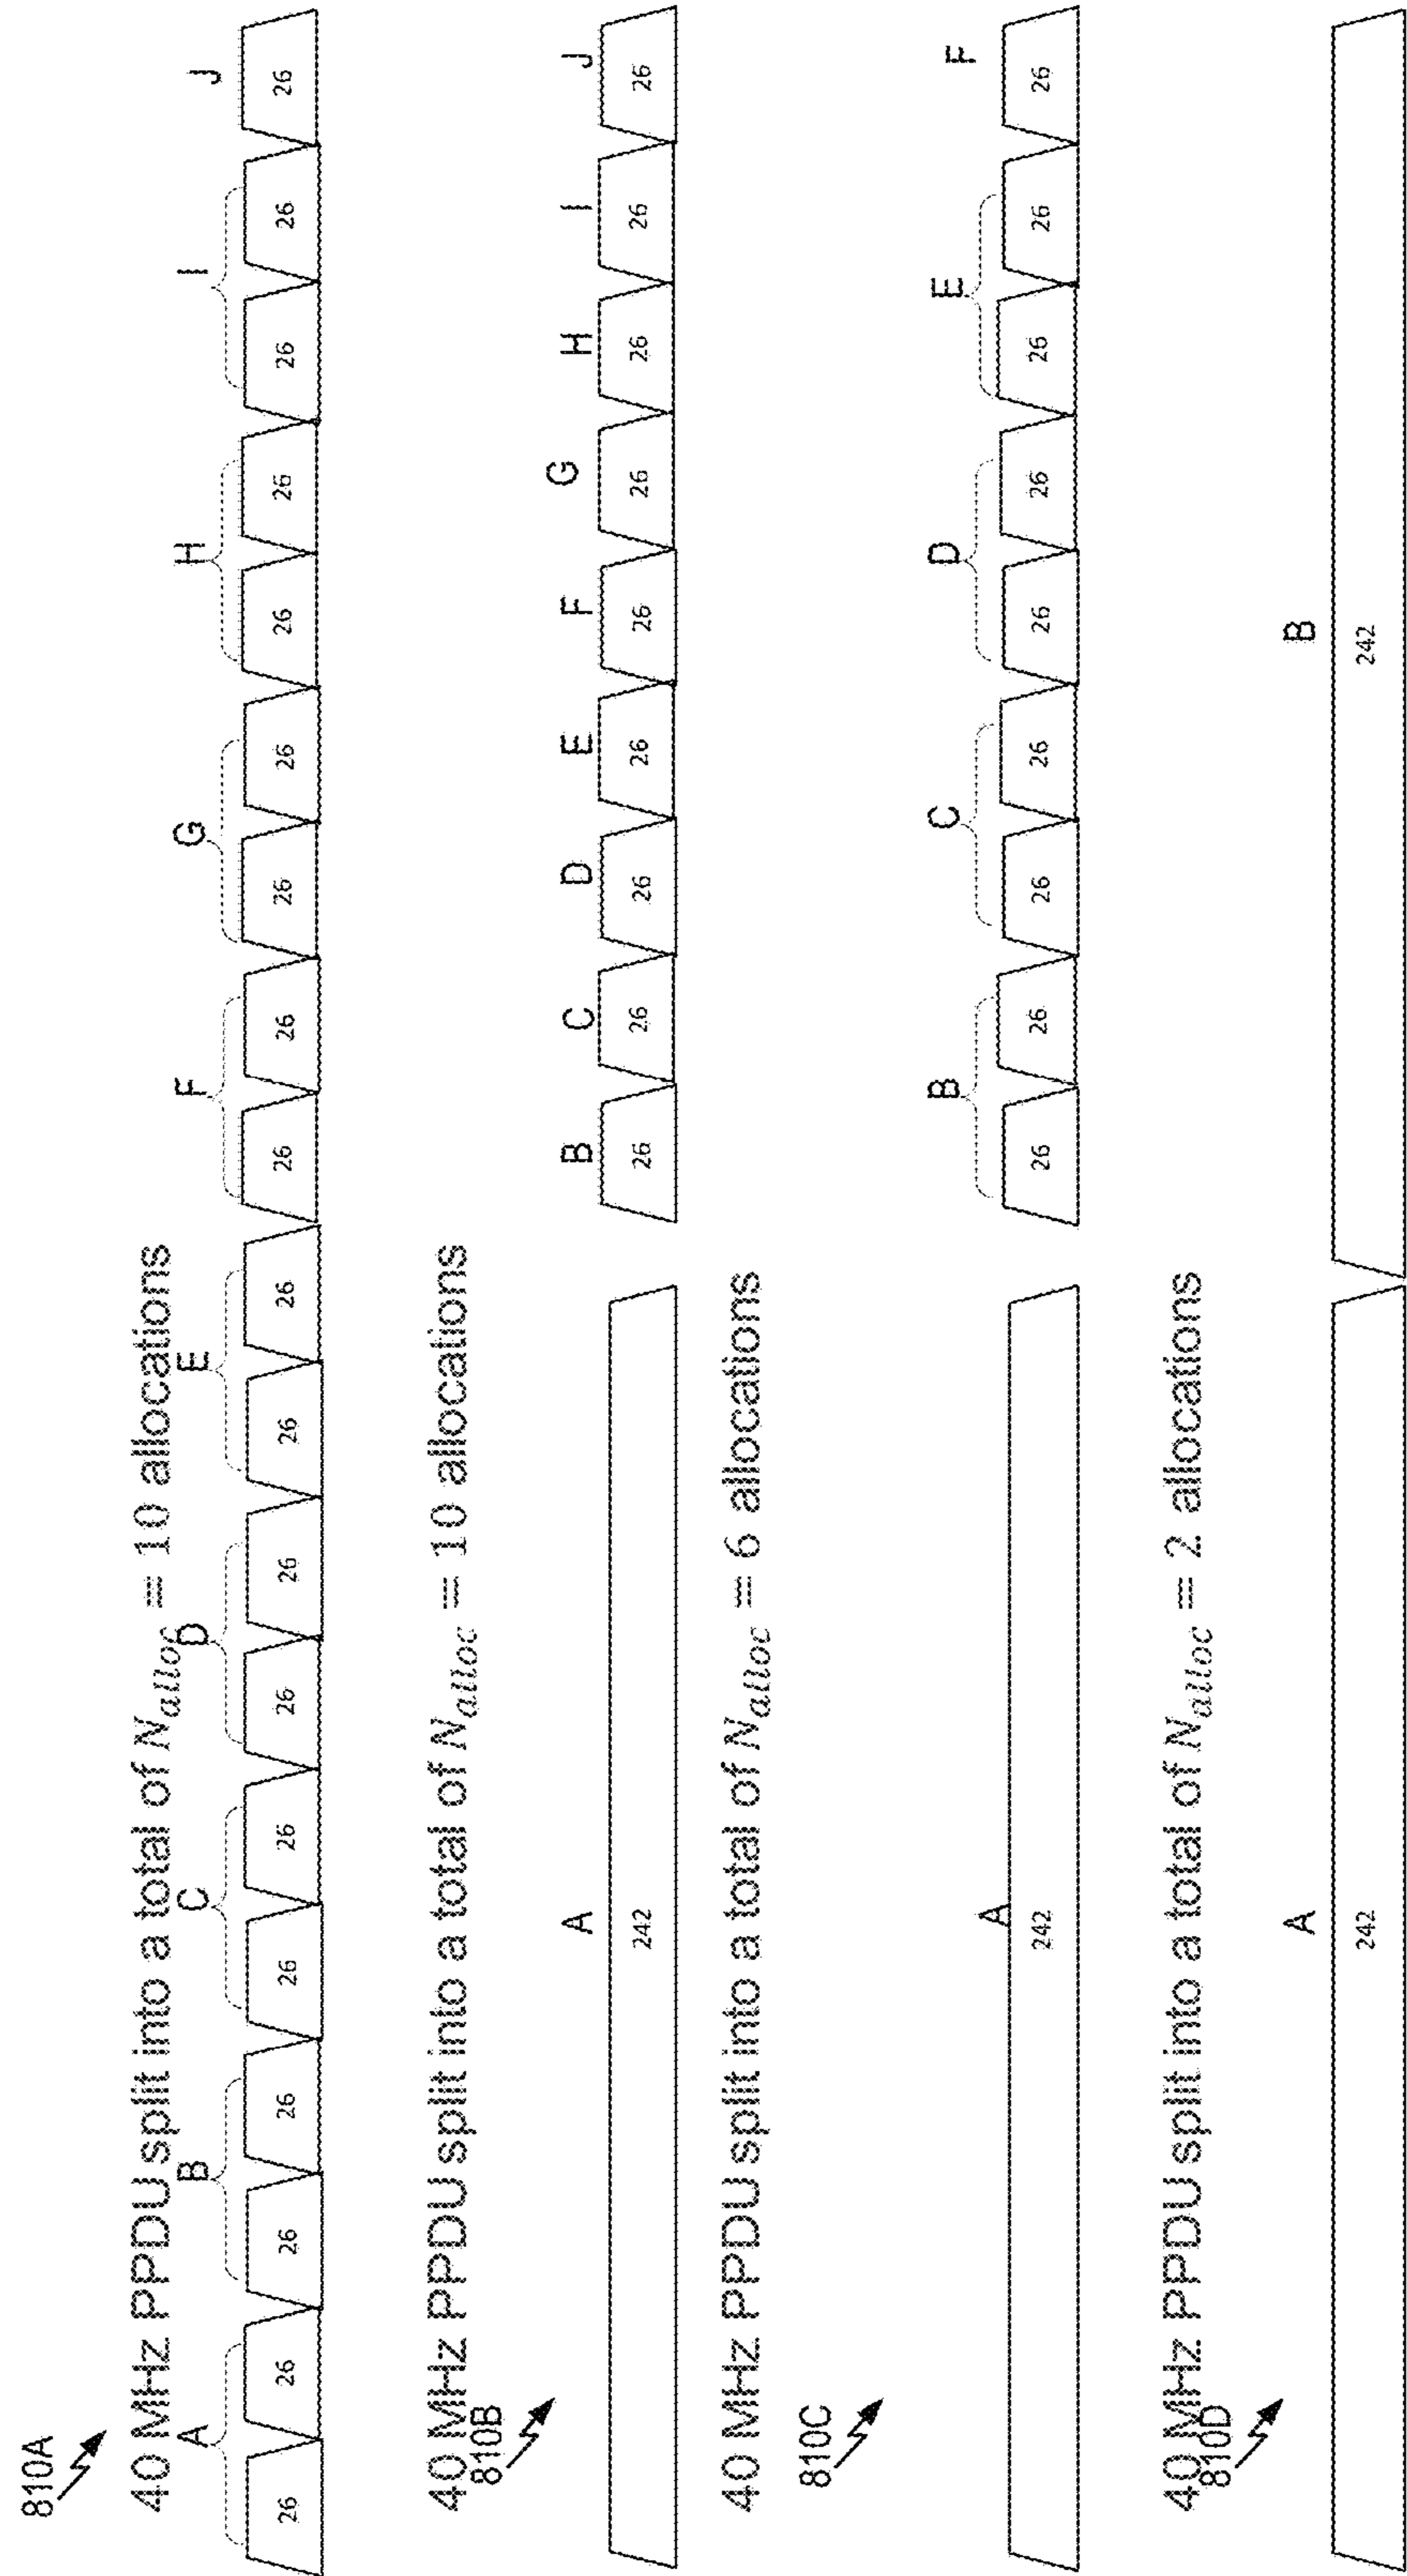 810A
40 MHz PPDU split into a total of N_alloc = 10 allocations
A B C D E F G H I J
26 26 26 26 26 26 26 26 26 26 26 26 26 26 26 26 26 26 26
40 MHz PPDU split into a total of N_alloc = 10 allocations
810B
A B C D E F G H I J
242 26 26 26 26 26 26 26 26 26
40 MHz PPDU split into a total of N_alloc = 6 allocations
810C
A B C D E F
242 26 26 26 26 26 26 26 26 26
40 MHz PPDU split into a total of N_alloc = 2 allocations
810D
A B
242 242